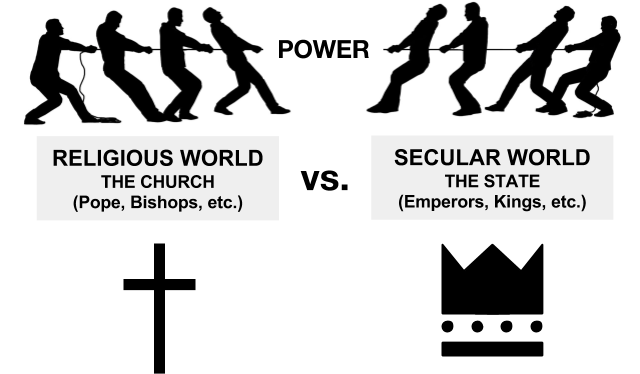 POWER
RELIGIOUS WORLD
THE CHURCH
(Pope, Bishops, etc.)
vs.
SECULAR WORLD
THE STATE
(Emperors, Kings, etc.)